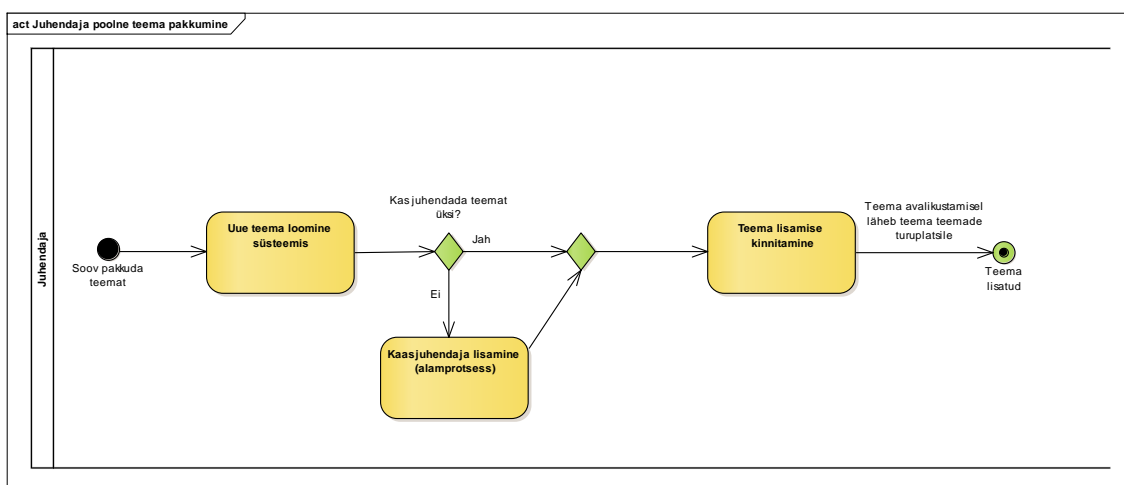 act Juhendaja poolne teema pakkumine
Juhendaja
Soov pakkuda
teemat
Uue teema loomine
süsteemis
Kas juhendada teemat
üksi?
Jah
Ei
Kaasjuhendaja lisamine
(alamprotsess)
Teema lisamise
kinnitamine
Teema avalikustamisel
läheb teema teemade
turuplatsile
Teema
lisatud